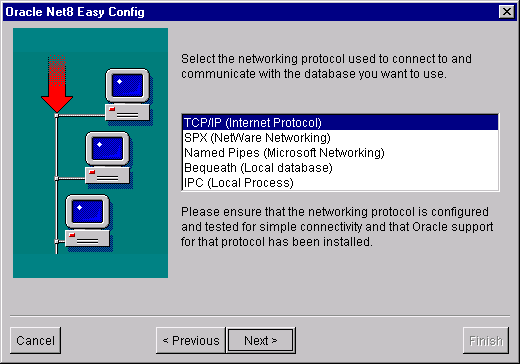 Oracle Net8 Easy Config
Select the networking protocol used to connect to and
communicate with the database you want to use.
TCP/IP (Internet Protocol)
SPX (NetWare Networking)
Named Pipes (Microsoft Networking)
Bequeath (Local database)
IPC (Local Process)
Please ensure that the networking protocol is configured
and tested for simple connectivity and that Oracle support
for that protocol has been installed.
Cancel
< Previous
Next >
Finish